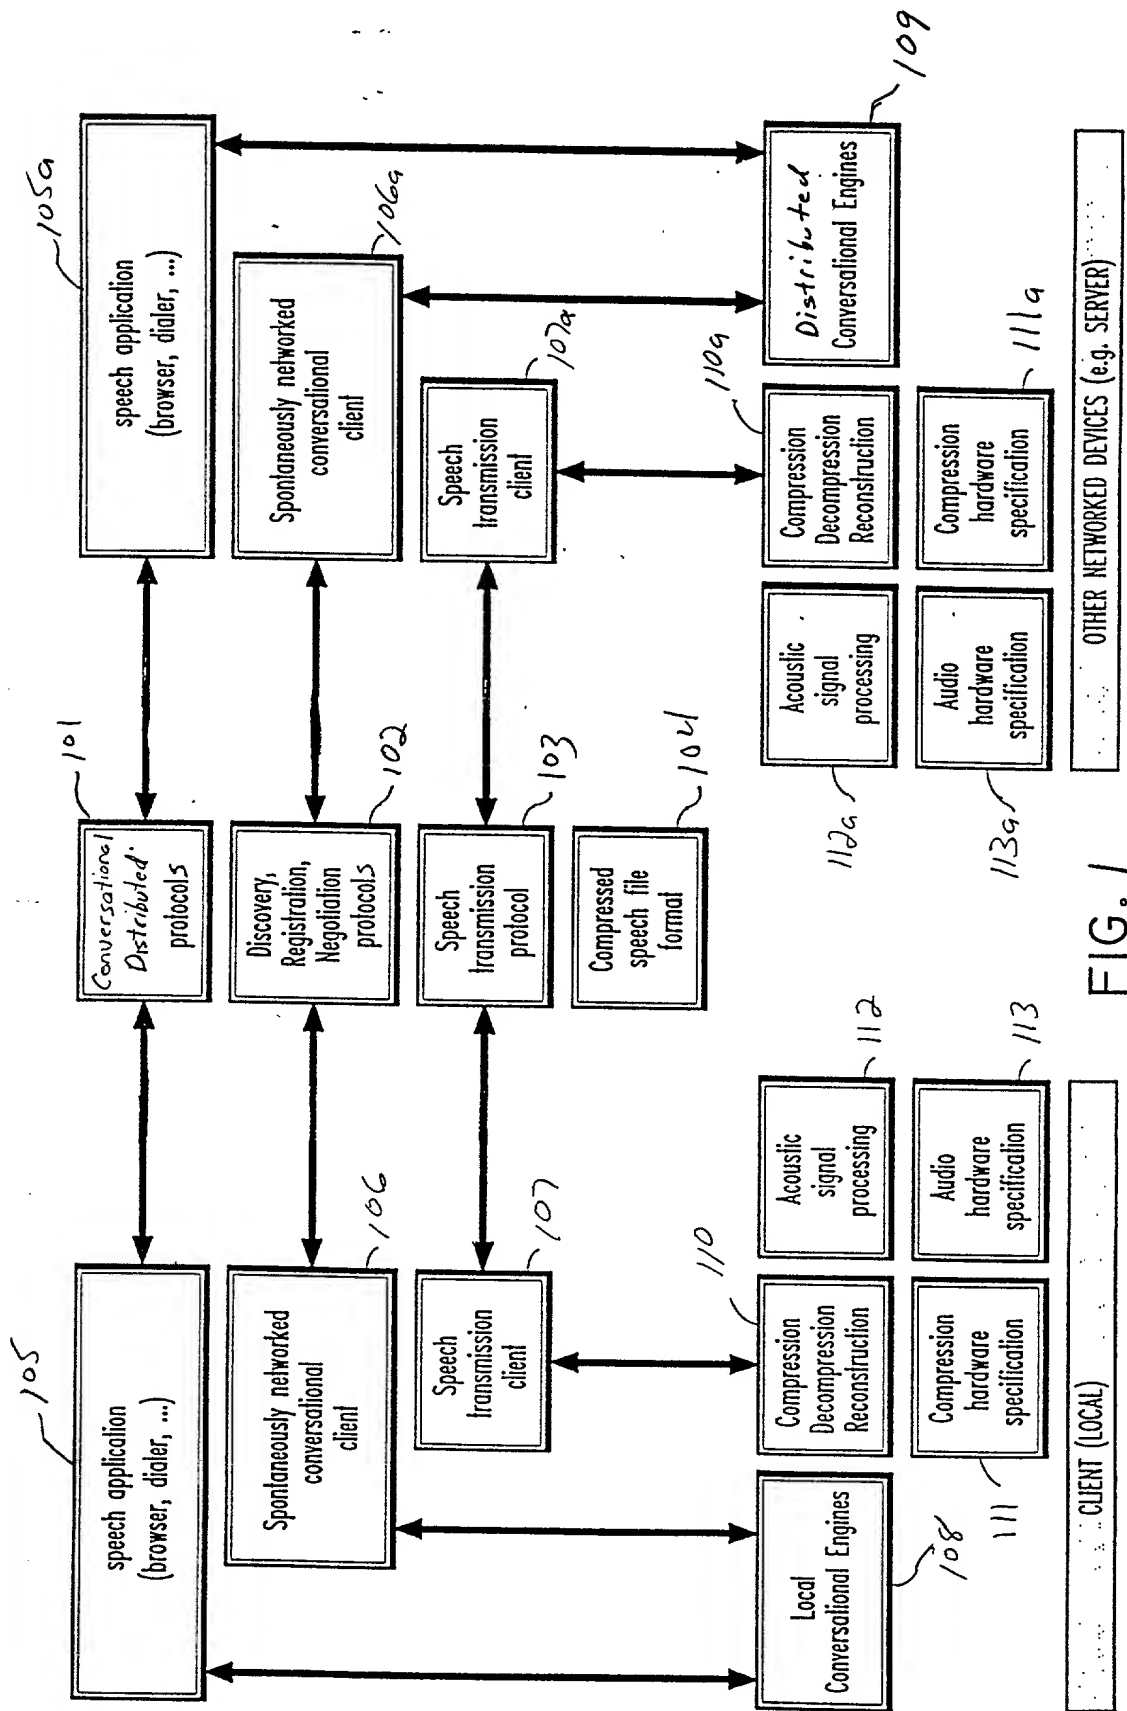 105
speech application
(browser, dialer, ...)
101
Conversational
Distributed
protocols
105a
speech application
(browser, dialer, ...)
106
Spontaneously networked
conversational
client
Discovery,
Registration,
Negotiation
protocols
102
Spontaneously networked
conversational
client
106a
107
Speech
transmission
client
Speech
transmission
protocol
103
Speech
transmission
client
107a
Compressed
speech file
format
104
108
Local
Conversational Engines
110
Compression
Decompression
Reconstruction
112
Acoustic
signal
processing
112a
Acoustic
signal
processing
110a
Compression
Decompression
Reconstruction
Distributed
Conversational Engines
109
111
Compression
hardware
specification
113
Audio
hardware
specification
113a
Audio
hardware
specification
111a
Compression
hardware
specification
CLIENT (LOCAL)
OTHER NETWORKED DEVICES (e.g. SERVER)
FIG. 1